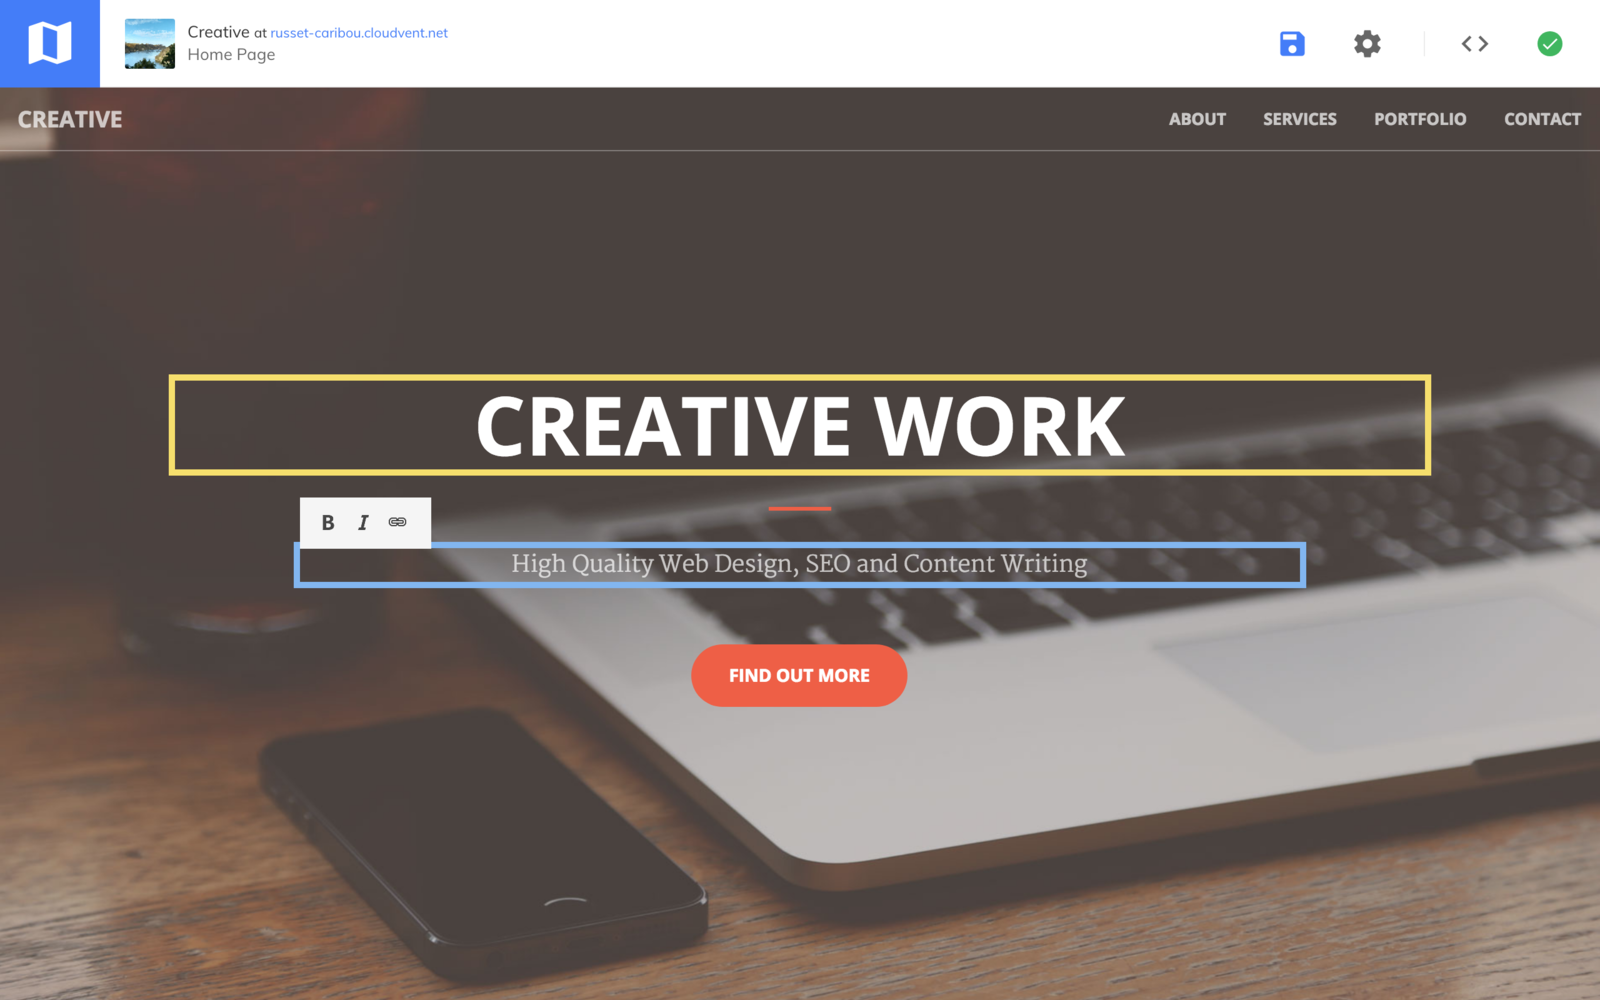 Creative at russet-caribou.cloudvent.net
Home Page
CREATIVE
ABOUT SERVICES PORTFOLIO CONTACT
CREATIVE WORK
B I
High Quality Web Design, SEO and Content Writing
FIND OUT MORE